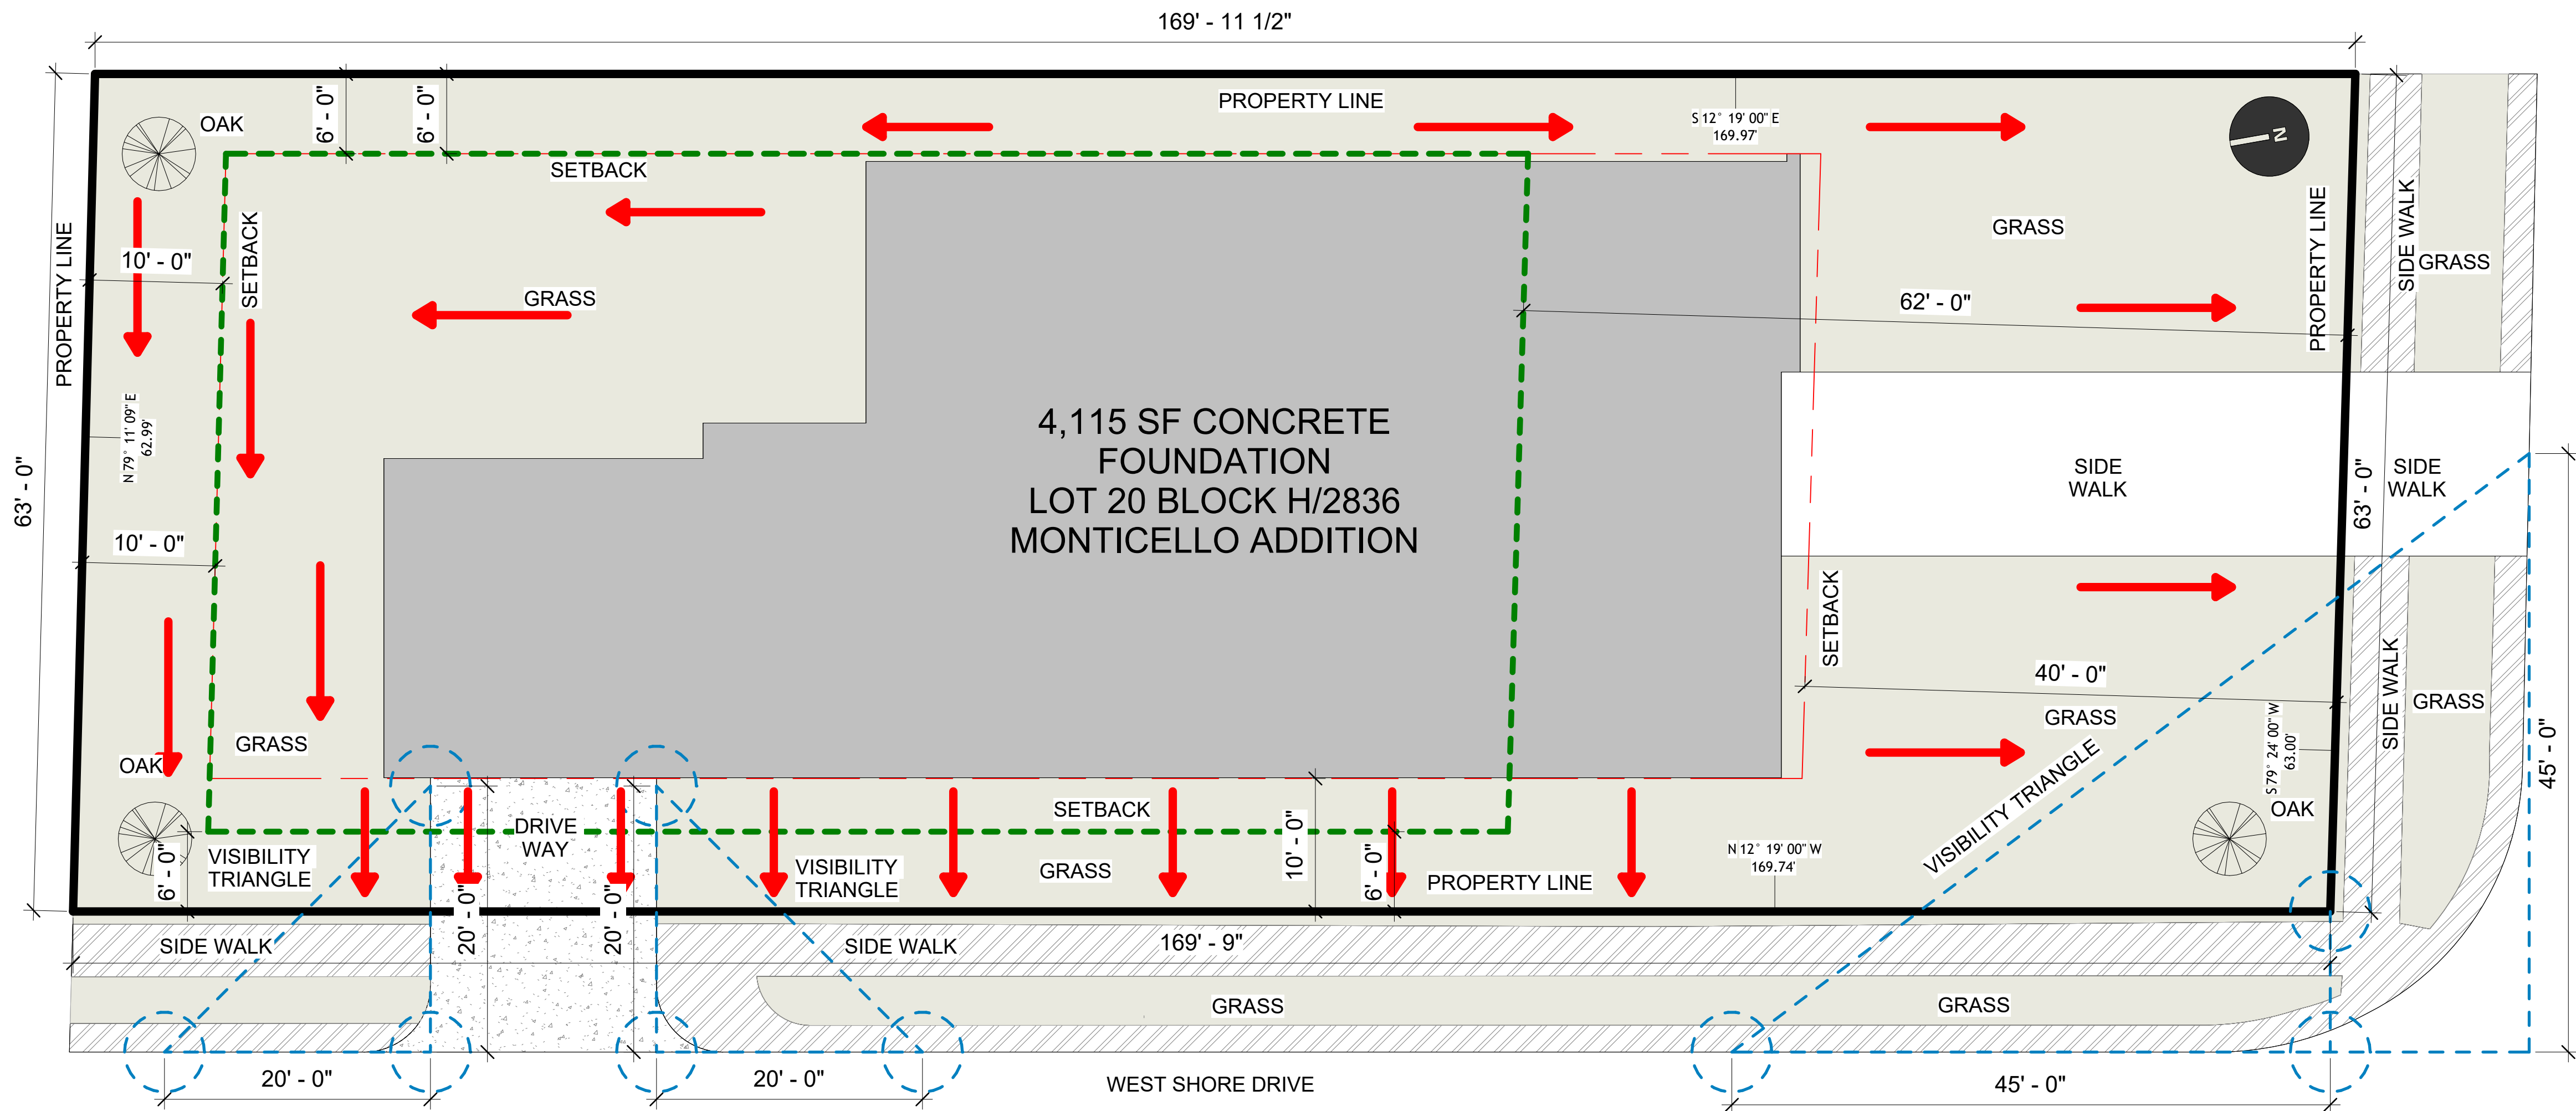 169' - 11 1/2"
PROPERTY LINE
OAK
6' - 0"
6' - 0"
S 12° 19' 00" E
169.97'
N
SETBACK
SETBACK
PROPERTY LINE
10' - 0"
GRASS
GRASS
62' - 0"
PROPERTY LINE
SIDE WALK
GRASS
N 79° 11' 09" E
62.99'
63' - 0"
10' - 0"
4,115 SF CONCRETE
FOUNDATION
LOT 20 BLOCK H/2836
MONTICELLO ADDITION
SIDE
WALK
63' - 0"
SIDE
WALK
SETBACK
40' - 0"
GRASS
SIDE WALK
GRASS
45' - 0"
S 79° 24' 00" W
63.00'
OAK
GRASS
OAK
VISIBILITY TRIANGLE
6' - 0"
VISIBILITY
TRIANGLE
DRIVE
WAY
VISIBILITY
TRIANGLE
SETBACK
GRASS
10' - 0"
6' - 0"
PROPERTY LINE
N 12° 19' 00" W
169.74'
20' - 0"
20' - 0"
SIDE WALK
SIDE WALK
169' - 9"
GRASS
GRASS
20' - 0"
20' - 0"
WEST SHORE DRIVE
45' - 0"